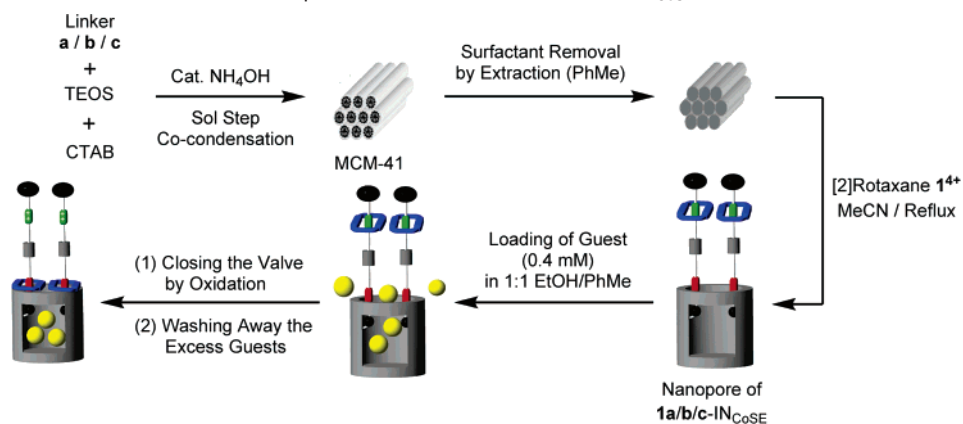 Linker
a / b / c
+
TEOS
+
CTAB
Cat. NH4OH
Sol Step
Co-condensation
MCM-41
Surfactant Removal
by Extraction (PhMe)
[2]Rotaxane 1⁴⁺
MeCN / Reflux
Nanopore of
1a/b/c-INCoSE
Loading of Guest
(0.4 mM)
in 1:1 EtOH/PhMe
(1) Closing the Valve
by Oxidation
(2) Washing Away the
Excess Guests